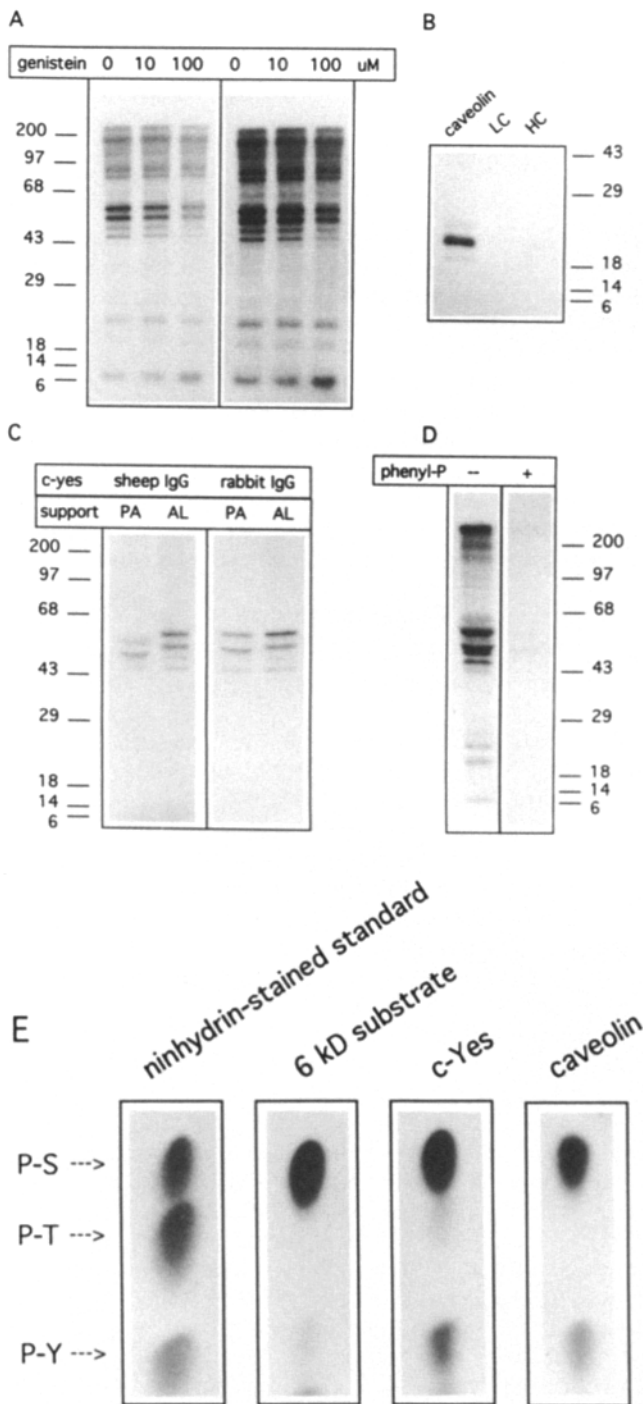 A
genistein 0 10 100 0 10 100 uM
200
97
68
43
29
18
14
6
B
caveolin LC HC
43
29
18
14
6
C
c-yes sheep IgG rabbit IgG
support PA AL PA AL
200
97
68
43
29
18
14
6
D
phenyl-P -- +
200
97
68
43
29
18
14
6
E
ninhydrin-stained standard
6 kD substrate
c-Yes
caveolin
P-S --->
P-T --->
P-Y --->